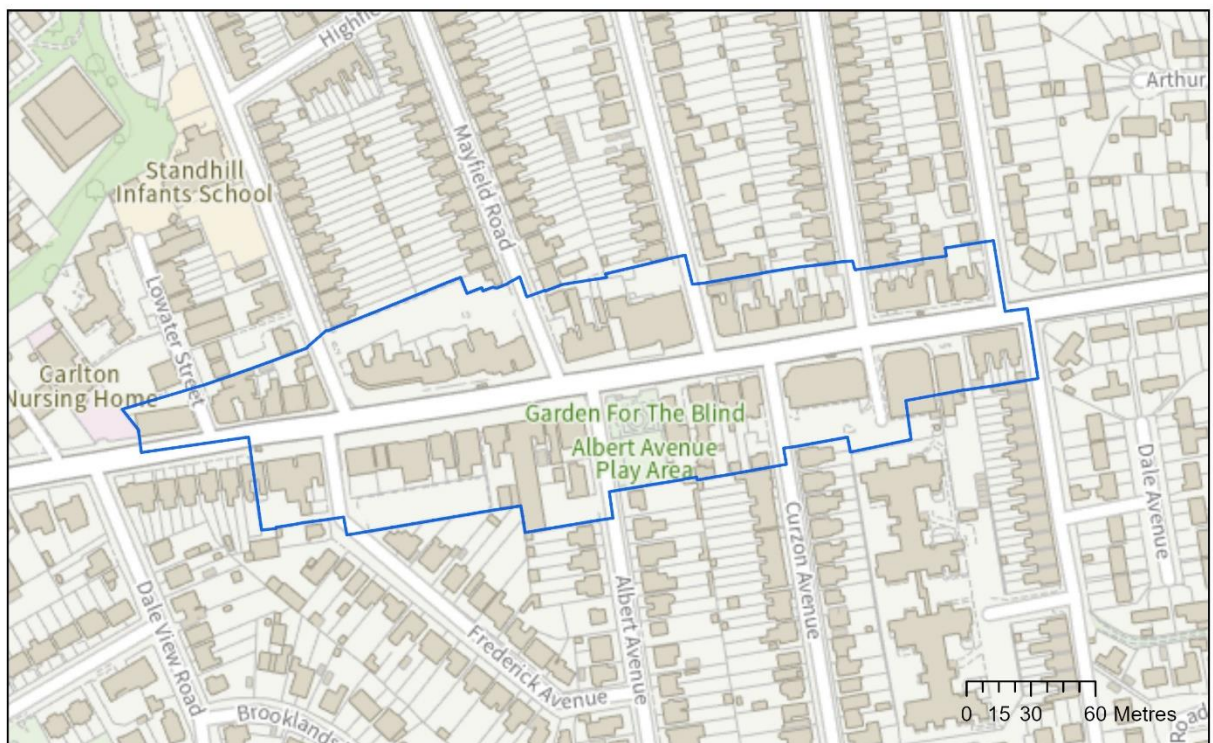 Highfie
Arthur
Mayfield Road
Standhill
Infants School
Lowater Street
Carlton
Nursing Home
Garden For The Blind
Albert Avenue
Play Area
Dale Avenue
Curzon Avenue
Albert Avenue
Dale View Road
Frederick Avenue
Brooklands
Road
0 15 30 60 Metres